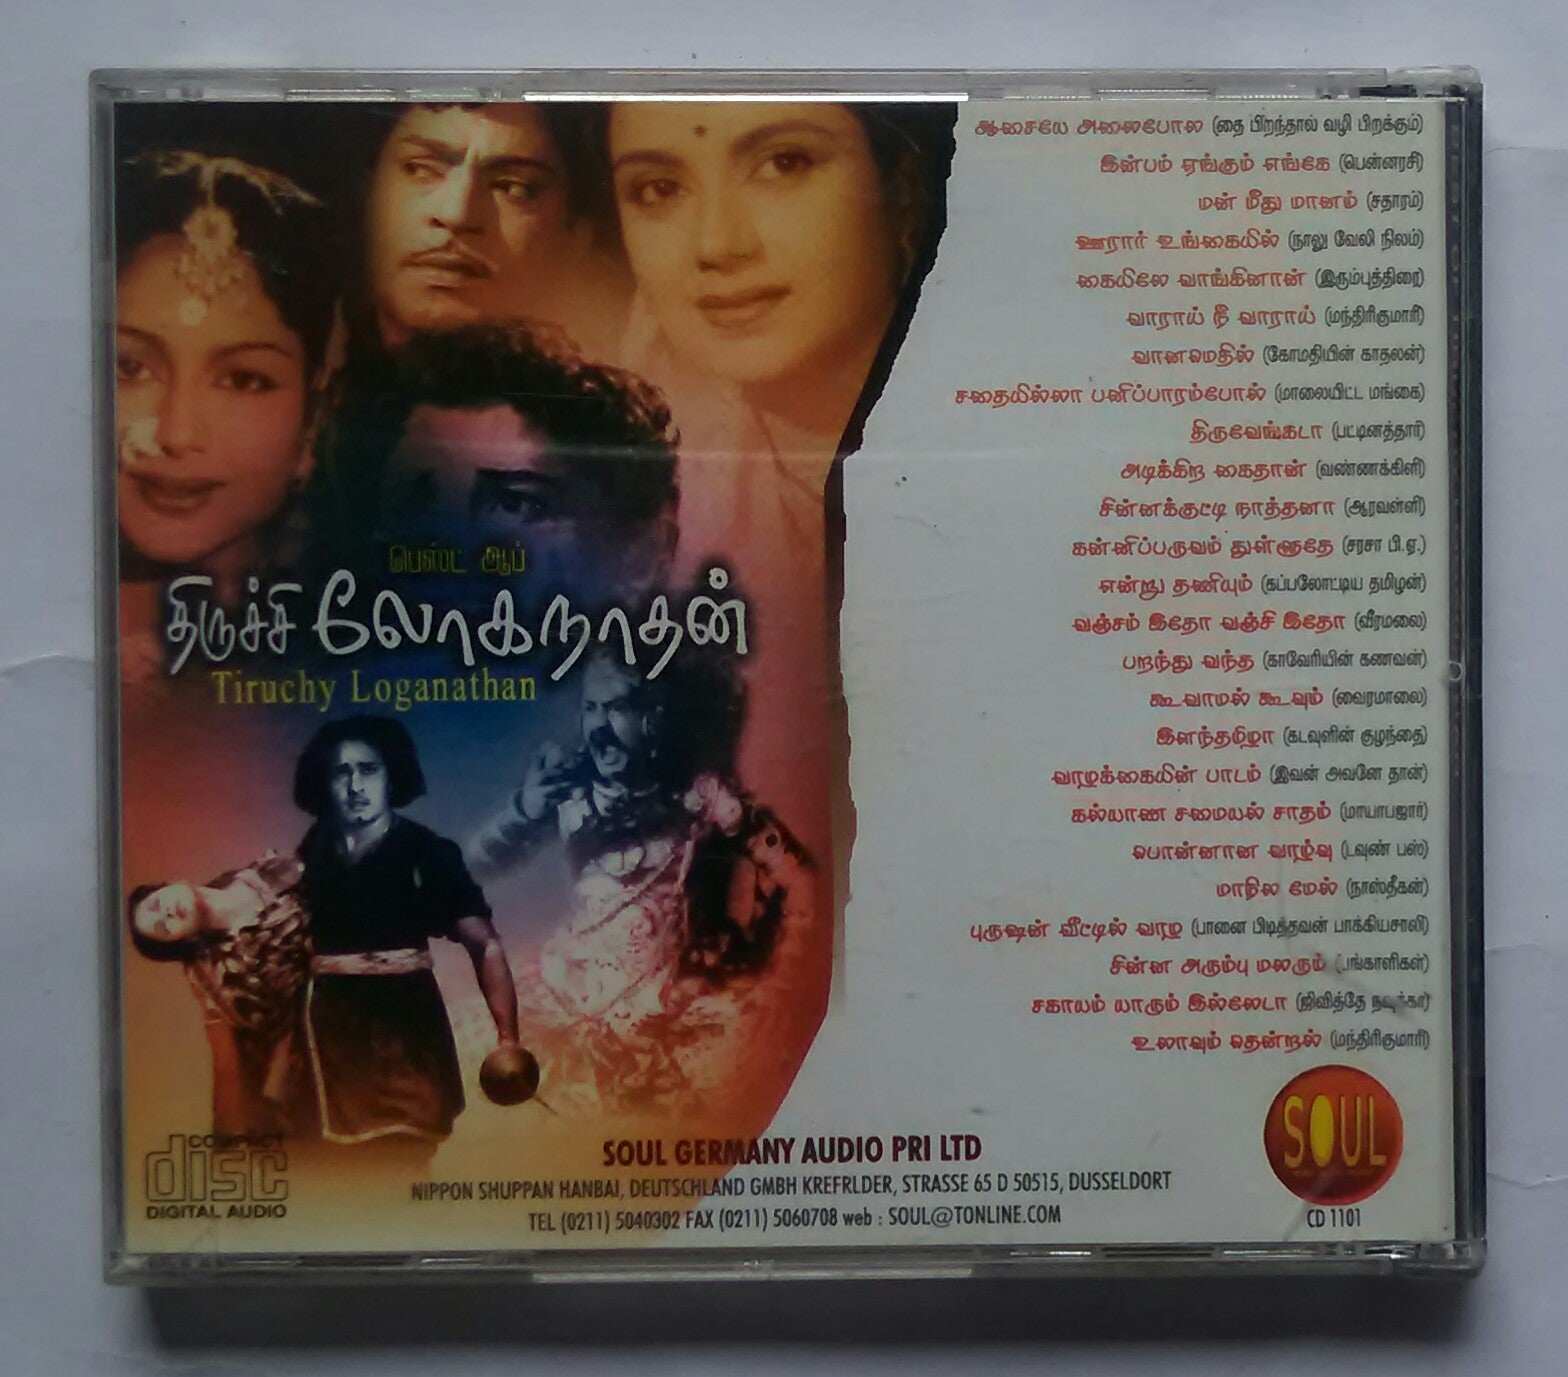 ஆசையே அலைபோல (தை பிறந்தால் வழி பிறக்கும்)
இன்பம் ஏங்கும் எங்கே (பென்னரசி)
மன் மீது மானம் (சதாரம்)
ஊரார் உங்கையில் (நாலு வேலி நிலம்)
கையிலே வாங்கினான் (இரும்புத்திரை)
வாராய் நீ வாராய் (மந்திரிகுமாரி)
வானமெதில் (கோமதியின் காதலன்)
சதையில்லா பனிப்பாரம்போல் (மாலையிட்ட மங்கை)
திருவேங்கடா (பட்டினத்தார்)
அடிக்கிற கைதான் (வண்ணக்கிளி)
சின்னக்குட்டி நாத்தனா (ஆரவள்ளி)
கன்னிப்பருவம் துள்ளூதே (சரசா பி.ஏ.)
என்று தணியும் (கப்பலோட்டிய தமிழன்)
வஞ்சம் இதோ வஞ்சி இதோ (வீரமலை)
பறந்து வந்த (காவேரியின் கணவன்)
கூவாமல் கூவும் (வைரமாலை)
இளந்தமிழா (கடவுளின் குழந்தை)
வாழக்கையின் பாடம் (இவன் அவனே தான்)
கல்யாண சமையல் சாதம் (மாயாபஜார்)
பொன்னான வாழ்வு (டவுண் பஸ்)
மாநில மேல் (நாஸ்தீகன்)
புருஷன் வீட்டில் வாழ (பானை பிடித்தவன் பாக்கியசாலி)
சின்ன அரும்பு மலரும் (பங்காளிகள்)
சகாயம் யாரும் இல்லேடா (ஜிவித்தே
உலாவும் தென்றல் (மந்திரிகுமாரி)
பெஸ்ட் ஆப்
திருச்சி லோகநாதன்
Tiruchy Loganathan
COMPACT
disc
DIGITAL AUDIO
SOUL GERMANY AUDIO PRI LTD
NIPPON SHUPPAN HANBAI, DEUTSCHLAND GMBH KREFRLDER, STRASSE 65 D 50515, DUSSELDORT
TEL (0211) 5040302 FAX (0211) 5060708 web : SOUL@TONLINE.COM
SOUL
CD 1101